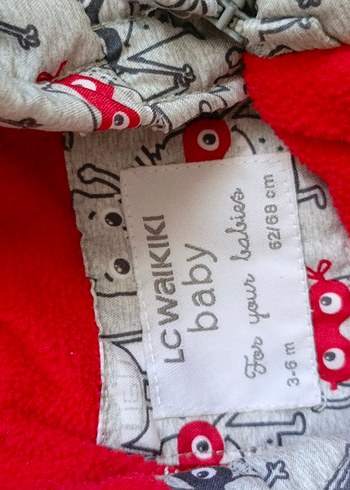 LC WAIKIKI
baby
For your babies
3-6 m 62/68 cm